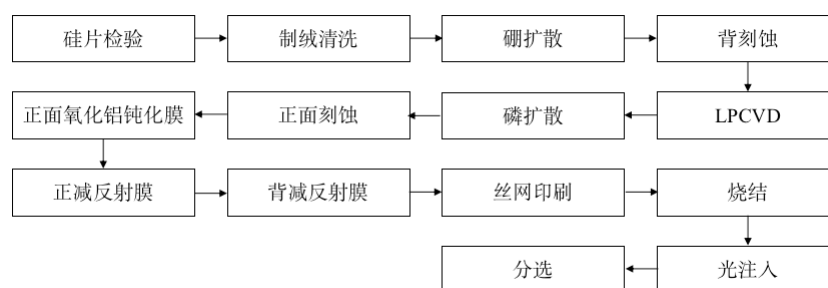 硅片检验
制绒清洗
硼扩散
背刻蚀
LPCVD
磷扩散
正面刻蚀
正面氧化铝钝化膜
正减反射膜
背减反射膜
丝网印刷
烧结
光注入
分选